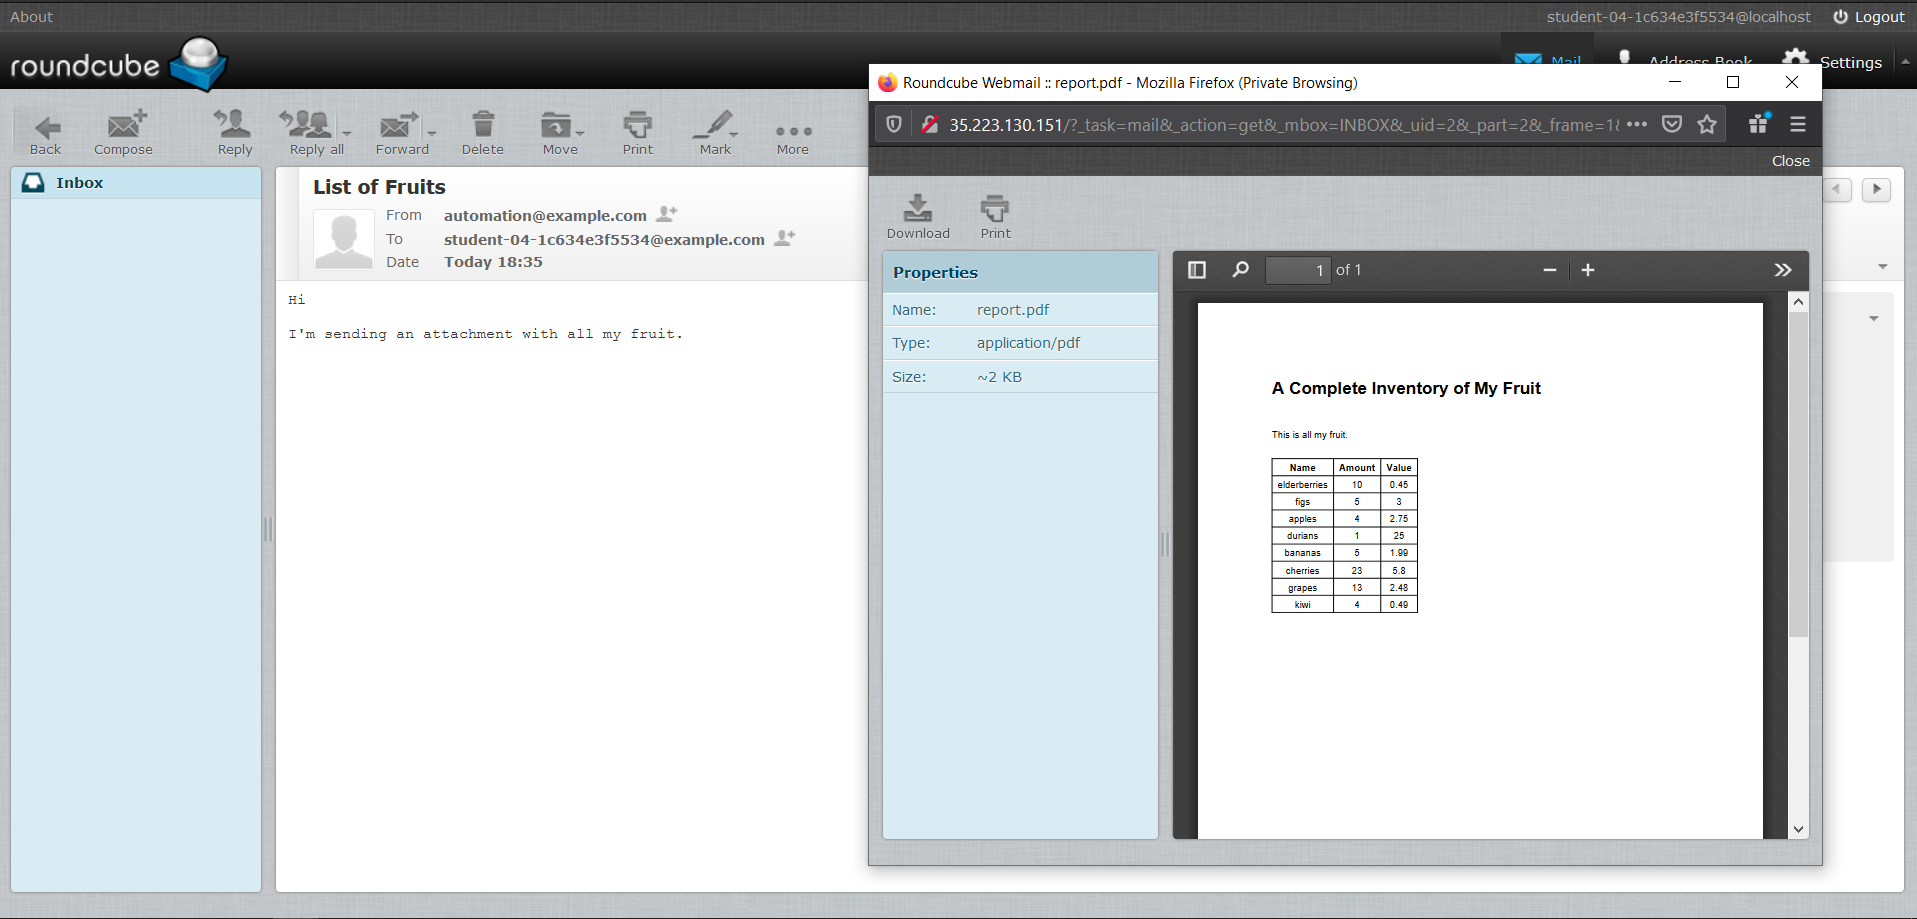 About
student-04-1c634e3f5534@localhost
Logout
roundcube
Mail
Address Book
Settings
Back
Compose
Reply
Reply all
Forward
Delete
Move
Print
Mark
More
Inbox
List of Fruits
From automation@example.com
To student-04-1c634e3f5534@example.com
Date Today 18:35
Hi
I'm sending an attachment with all my fruit.
Roundcube Webmail :: report.pdf - Mozilla Firefox (Private Browsing)
35.223.130.151/?_task=mail&_action=get&_mbox=INBOX&_uid=2&_part=2&_frame=1&
Close
Download
Print
Properties
Name: report.pdf
Type: application/pdf
Size: ~2 KB
1 of 1
A Complete Inventory of My Fruit
This is all my fruit.
Name Amount Value
elderberries 10 0.45
figs 5 3
apples 4 2.75
durians 1 25
bananas 5 1.99
cherries 23 5.8
grapes 13 2.48
kiwi 4 0.49